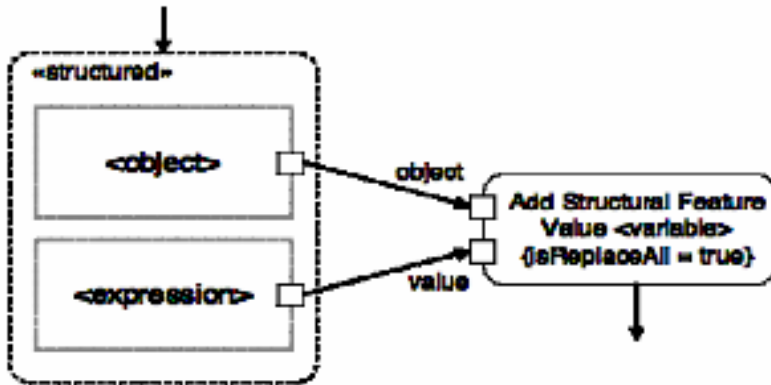 «structured»
<object>
object
Add Structural Feature
Value <variable>
{isReplaceAll = true}
<expression>
value